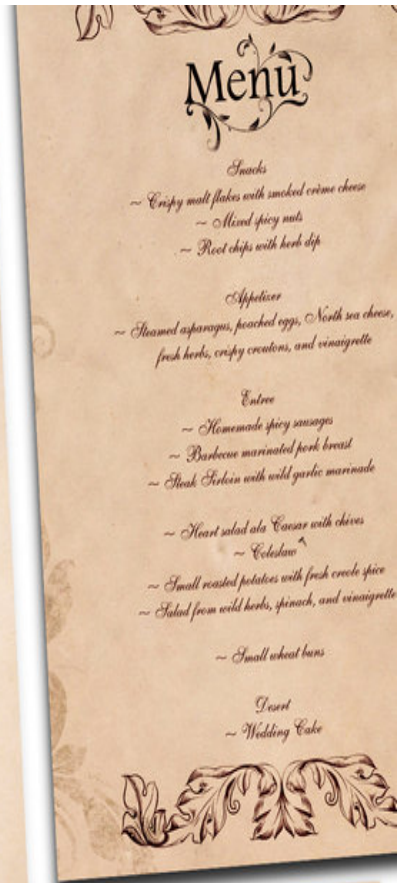 Menu
Snacks
~ Crispy malt flakes with smoked crème cheese
~ Mixed spicy nuts
~ Root chips with herb dip
Appetizer
~ Steamed asparagus, poached eggs, North sea cheese,
fresh herbs, crispy croutons, and vinaigrette
Entree
~ Homemade spicy sausages
~ Barbecue marinated pork breast
~ Steak Sirloin with wild garlic marinade
~ Heart salad ala Caesar with chives
~ Coleslaw
~ Small roasted potatoes with fresh creole spice
~ Salad from wild herbs, spinach, and vinaigrette
~ Small wheat buns
Desert
~ Wedding Cake